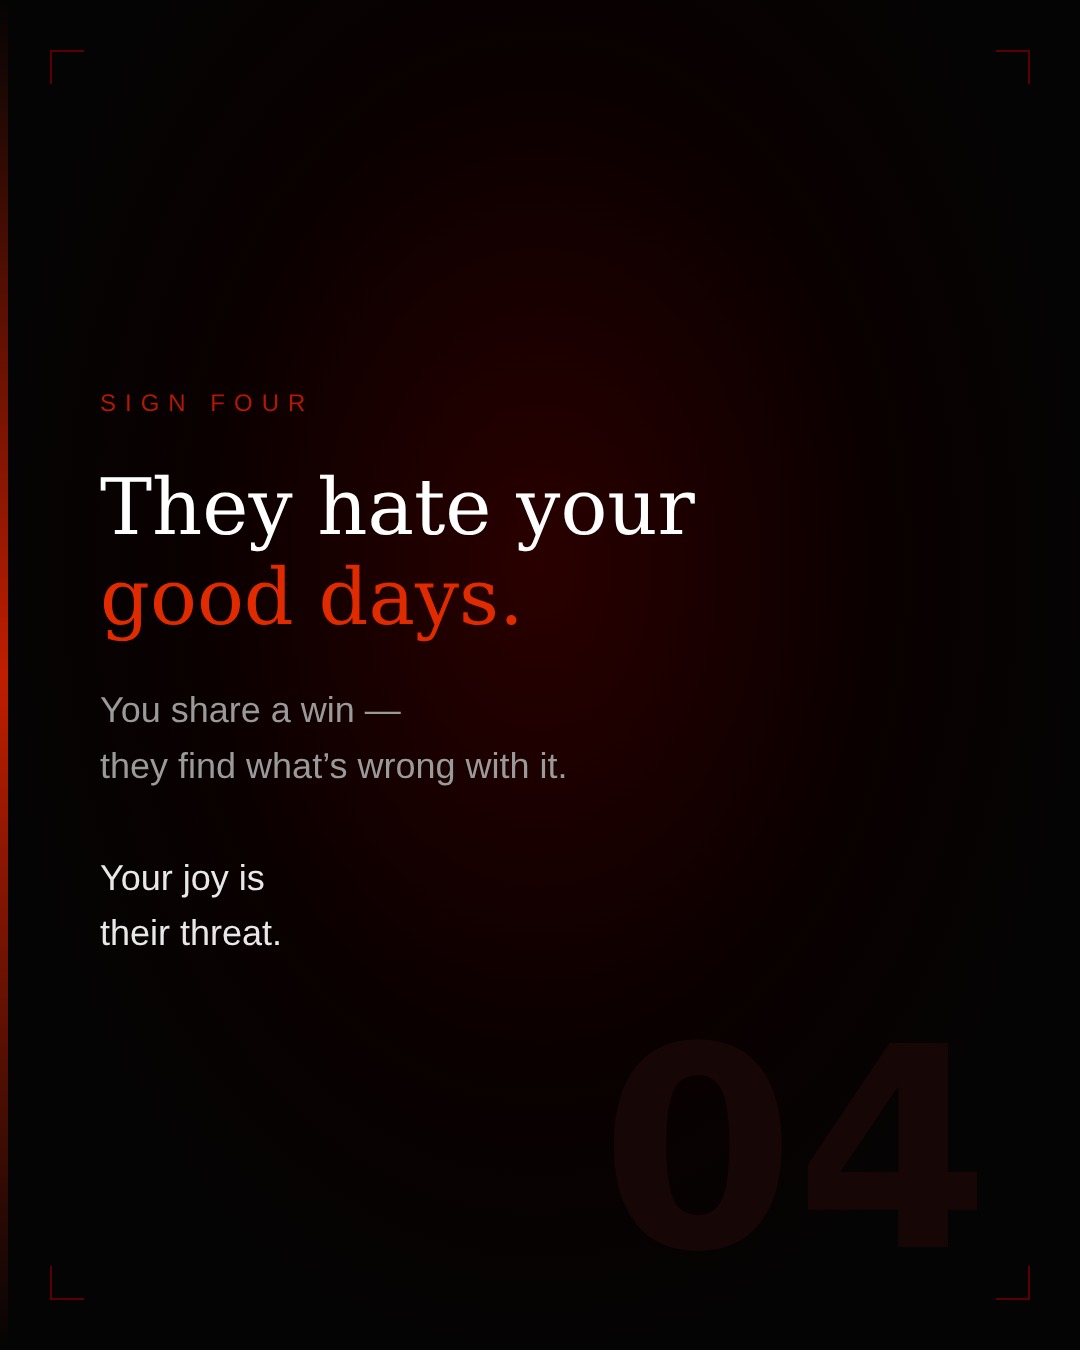 SIGN FOUR
They hate your
good days.
You share a win —
they find what’s wrong with it.
Your joy is
their threat.
04